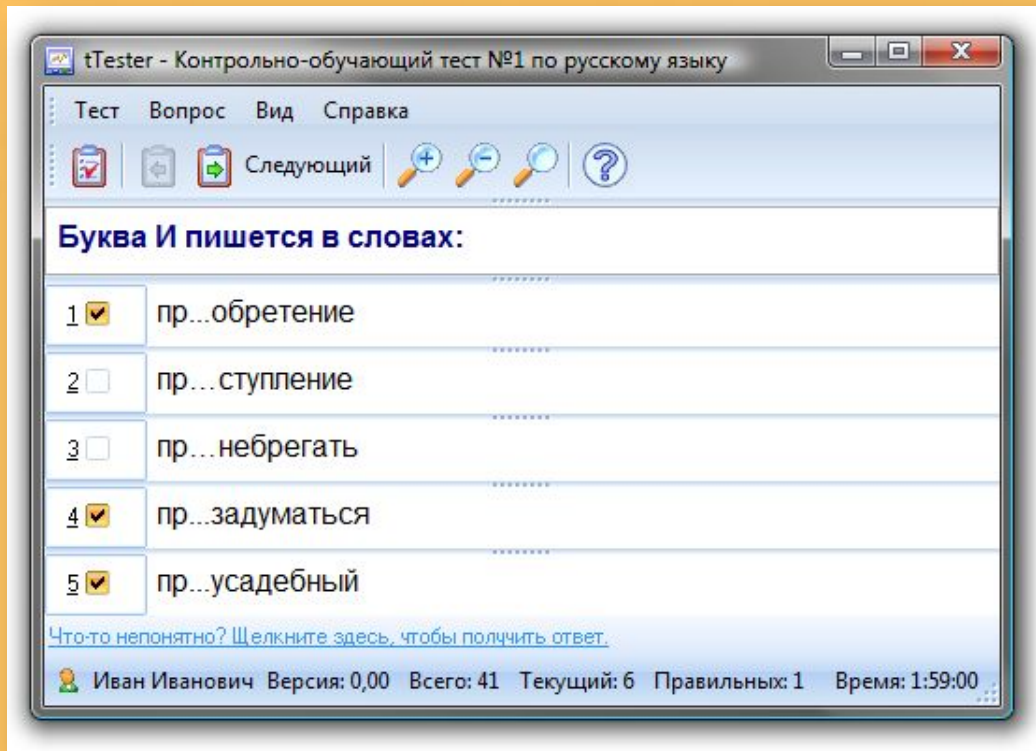 tTester - Контрольно-обучающий тест №1 по русскому языку
Тест Вопрос Вид Справка
Следующий
Буква И пишется в словах:
1 пр...обретение
2 пр...ступление
3 пр...небрегать
4 пр...задуматься
5 пр...усадебный
Что-то непонятно? Щелкните здесь, чтобы получить ответ.
Иван Иванович Версия: 0,00 Всего: 41 Текущий: 6 Правильных: 1 Время: 1:59:00